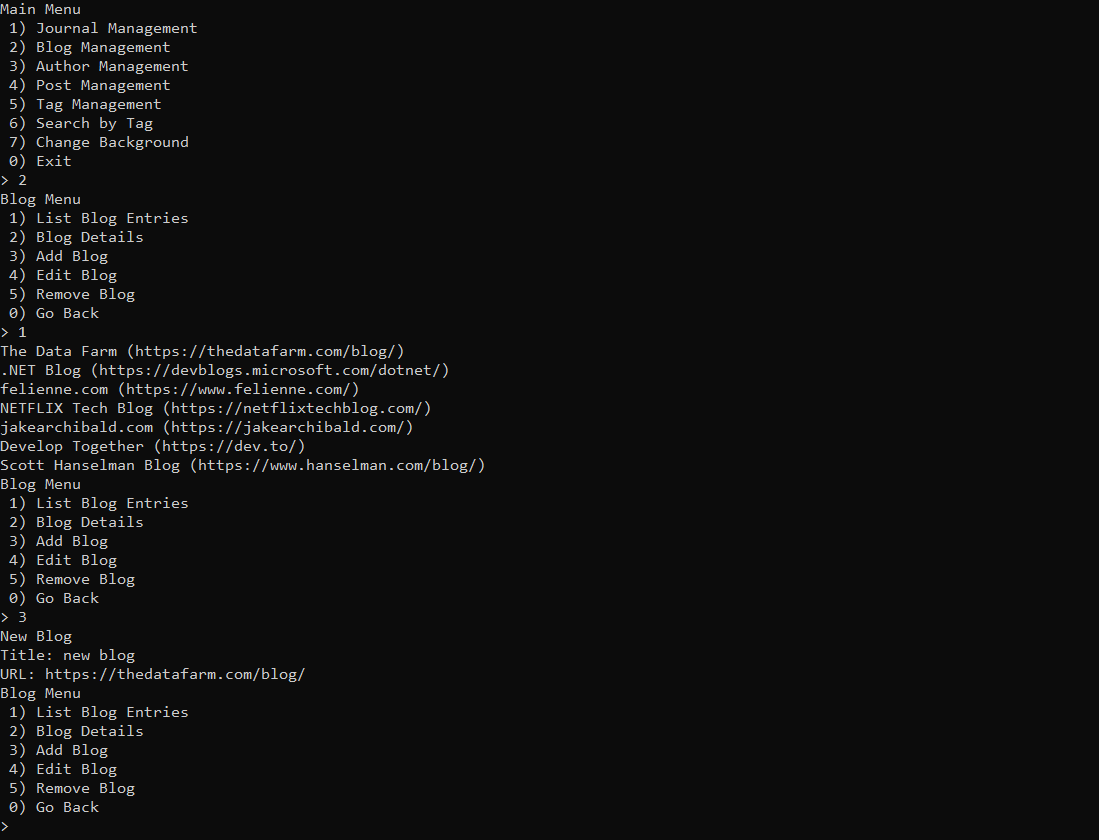 Main Menu
 1) Journal Management
 2) Blog Management
 3) Author Management
 4) Post Management
 5) Tag Management
 6) Search by Tag
 7) Change Background
 0) Exit
> 2
Blog Menu
 1) List Blog Entries
 2) Blog Details
 3) Add Blog
 4) Edit Blog
 5) Remove Blog
 0) Go Back
> 1
The Data Farm (https://thedatafarm.com/blog/)
.NET Blog (https://devblogs.microsoft.com/dotnet/)
felienne.com (https://www.felienne.com/)
NETFLIX Tech Blog (https://netflixtechblog.com/)
jakearchibald.com (https://jakearchibald.com/)
Develop Together (https://dev.to/)
Scott Hanselman Blog (https://www.hanselman.com/blog/)
Blog Menu
 1) List Blog Entries
 2) Blog Details
 3) Add Blog
 4) Edit Blog
 5) Remove Blog
 0) Go Back
> 3
New Blog
Title: new blog
URL: https://thedatafarm.com/blog/
Blog Menu
 1) List Blog Entries
 2) Blog Details
 3) Add Blog
 4) Edit Blog
 5) Remove Blog
 0) Go Back
>